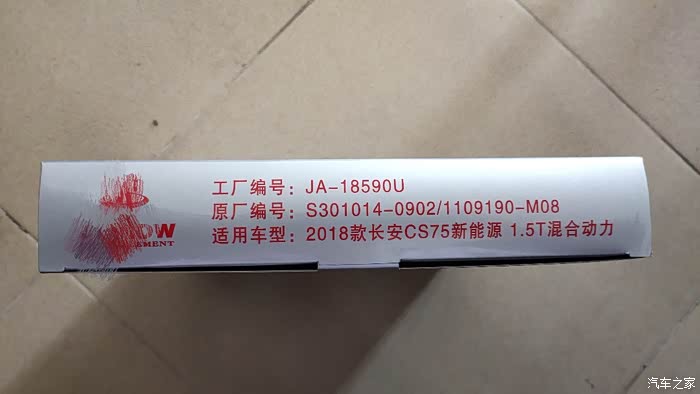 工厂编号：JA-18590U
原厂编号：S301014-0902/1109190-M08
适用车型：2018款长安CS75新能源 1.5T混合动力
汽车之家